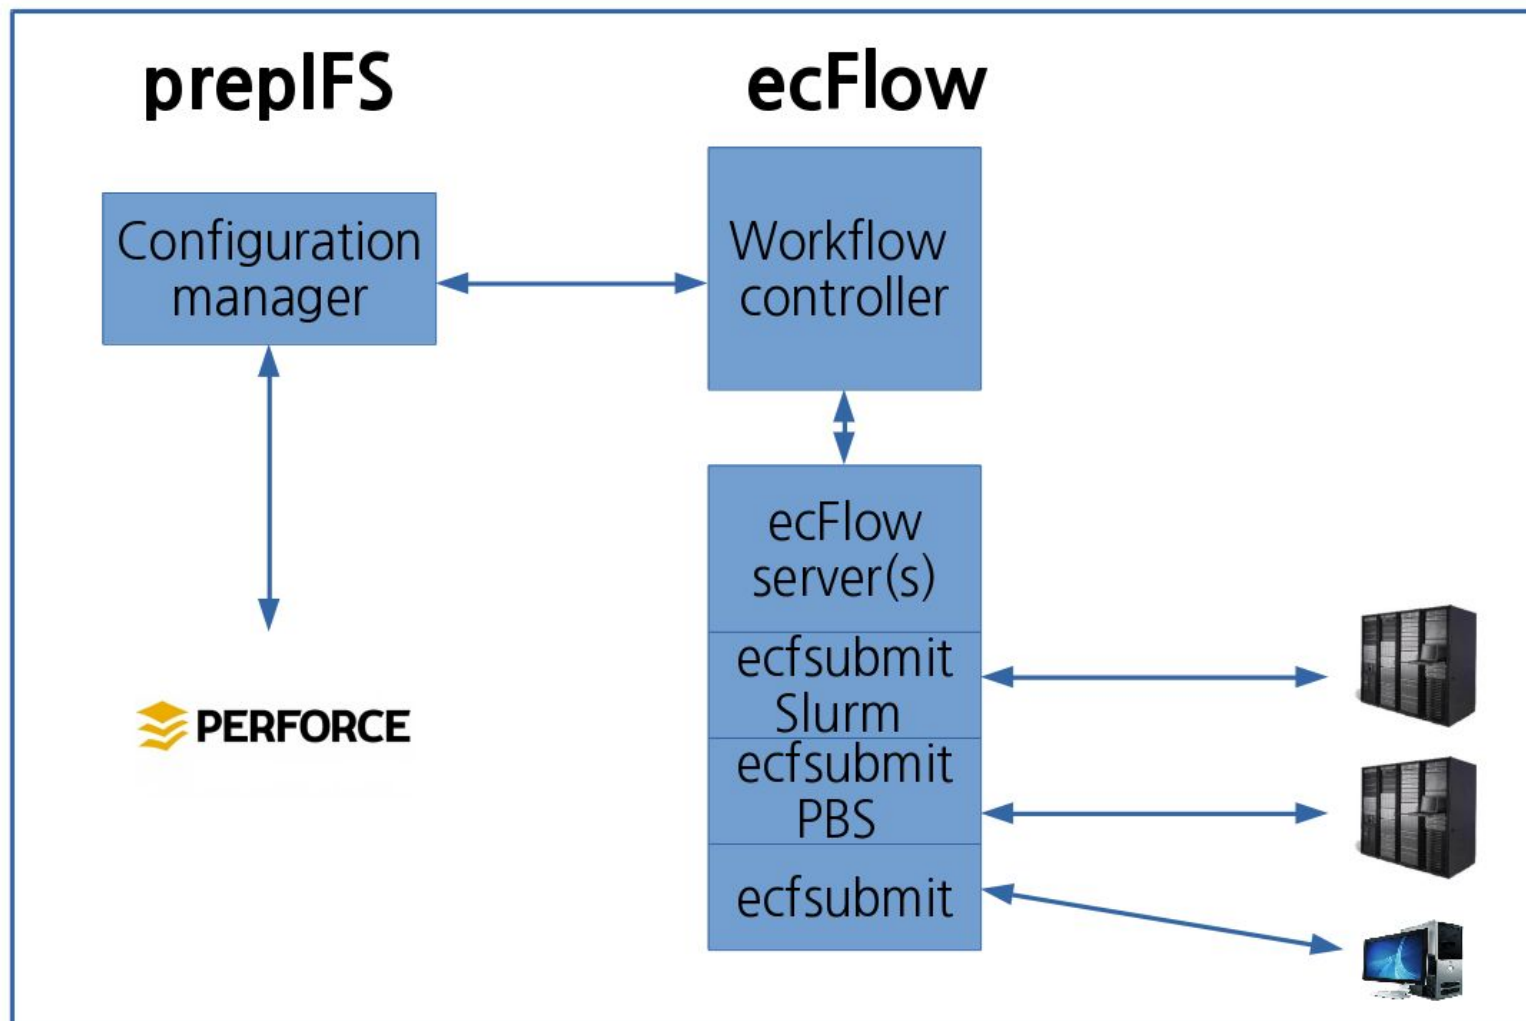 prepIFS
ecFlow
Configuration
manager
Workflow
controller
ecFlow
server(s)
ecfsubmit
Slurm
ecfsubmit
PBS
ecfsubmit
PERFORCE